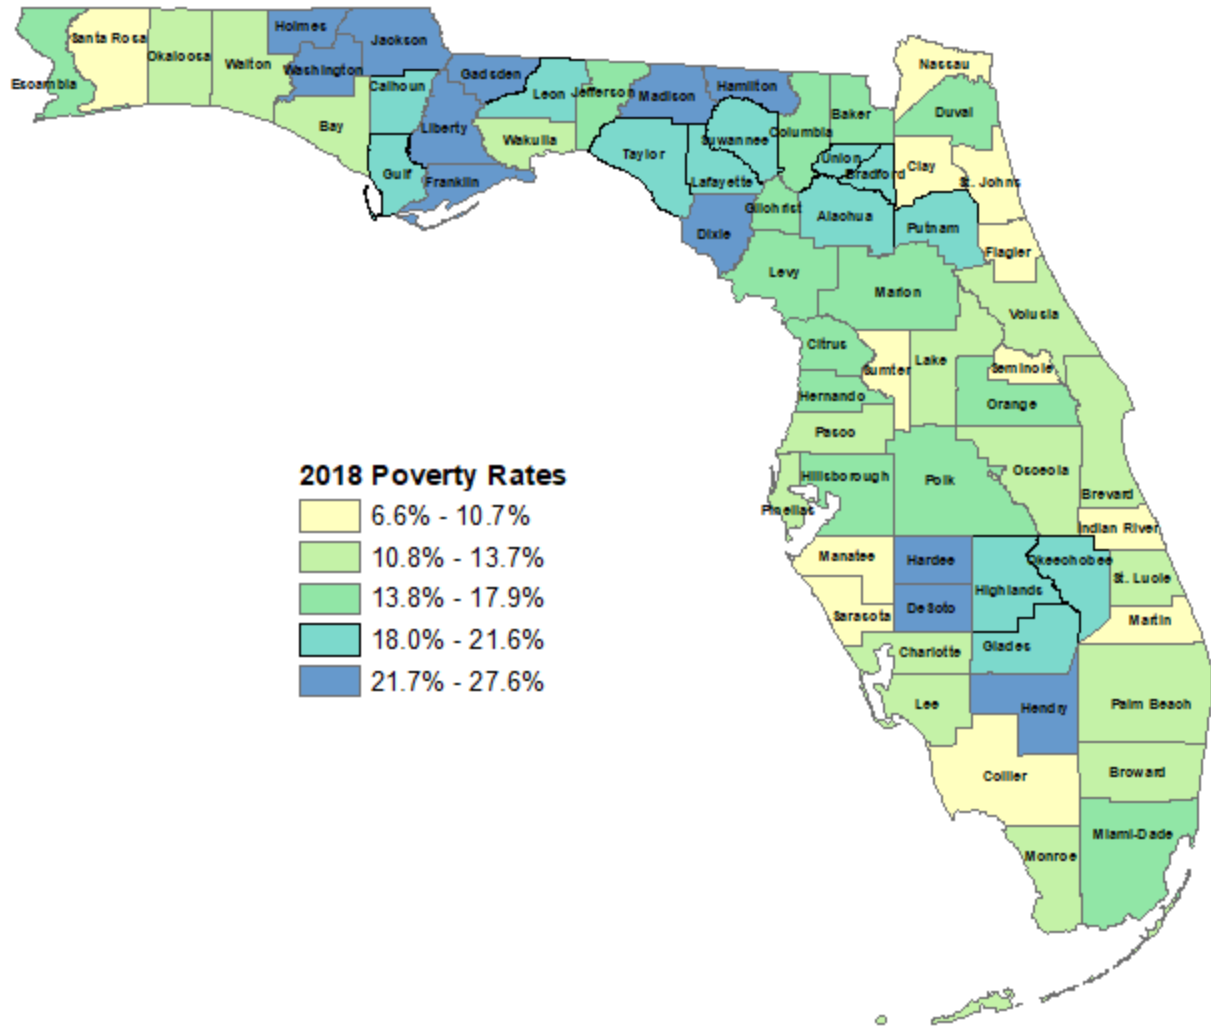 Holmes
Santa Rosa
Jackson
Okaloosa
Walton
Nassau
Washington
Gadsden
Escambia
Calhoun
Leon
Jefferson
Madison
Hamilton
Baker
Duval
Bay
Liberty
Wakulla
Columbia
Suwannee
Taylor
Union
Clay
Bradford
Gulf
Franklin
Lafayette
St. Johns
Gilchrist
Alachua
Putnam
Dixie
Flagler
Levy
Marion
Volusia
Citrus
Lake
Sumter
Seminole
Hernando
Orange
Pasco
2018 Poverty Rates
Hillsborough
Polk
Osceola
Brevard
6.6% - 10.7%
Pinellas
Indian River
10.8% - 13.7%
Manatee
Hardee
Okeechobee
St. Lucie
13.8% - 17.9%
Highlands
DeSoto
Sarasota
Martin
18.0% - 21.6%
Charlotte
Glades
21.7% - 27.6%
Lee
Hendry
Palm Beach
Collier
Broward
Miami-Dade
Monroe